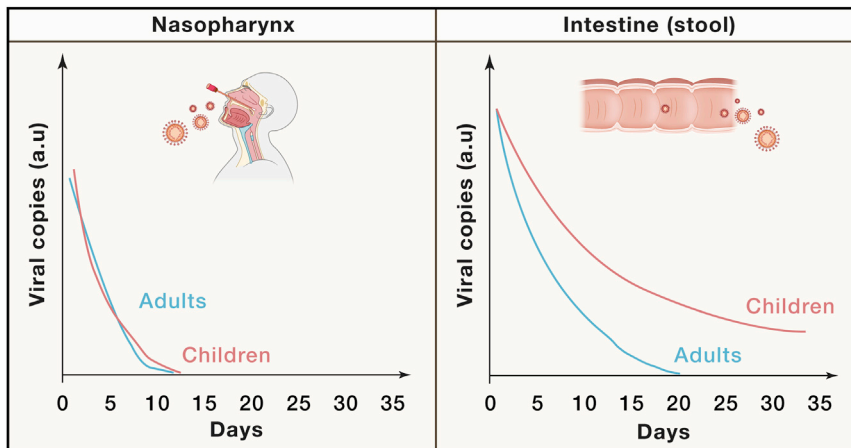 Nasopharynx
Viral copies (a.u)
Adults
Children
0 5 10 15 20 25 30 35
Days
Intestine (stool)
Viral copies (a.u)
Children
Adults
0 5 10 15 20 25 30 35
Days